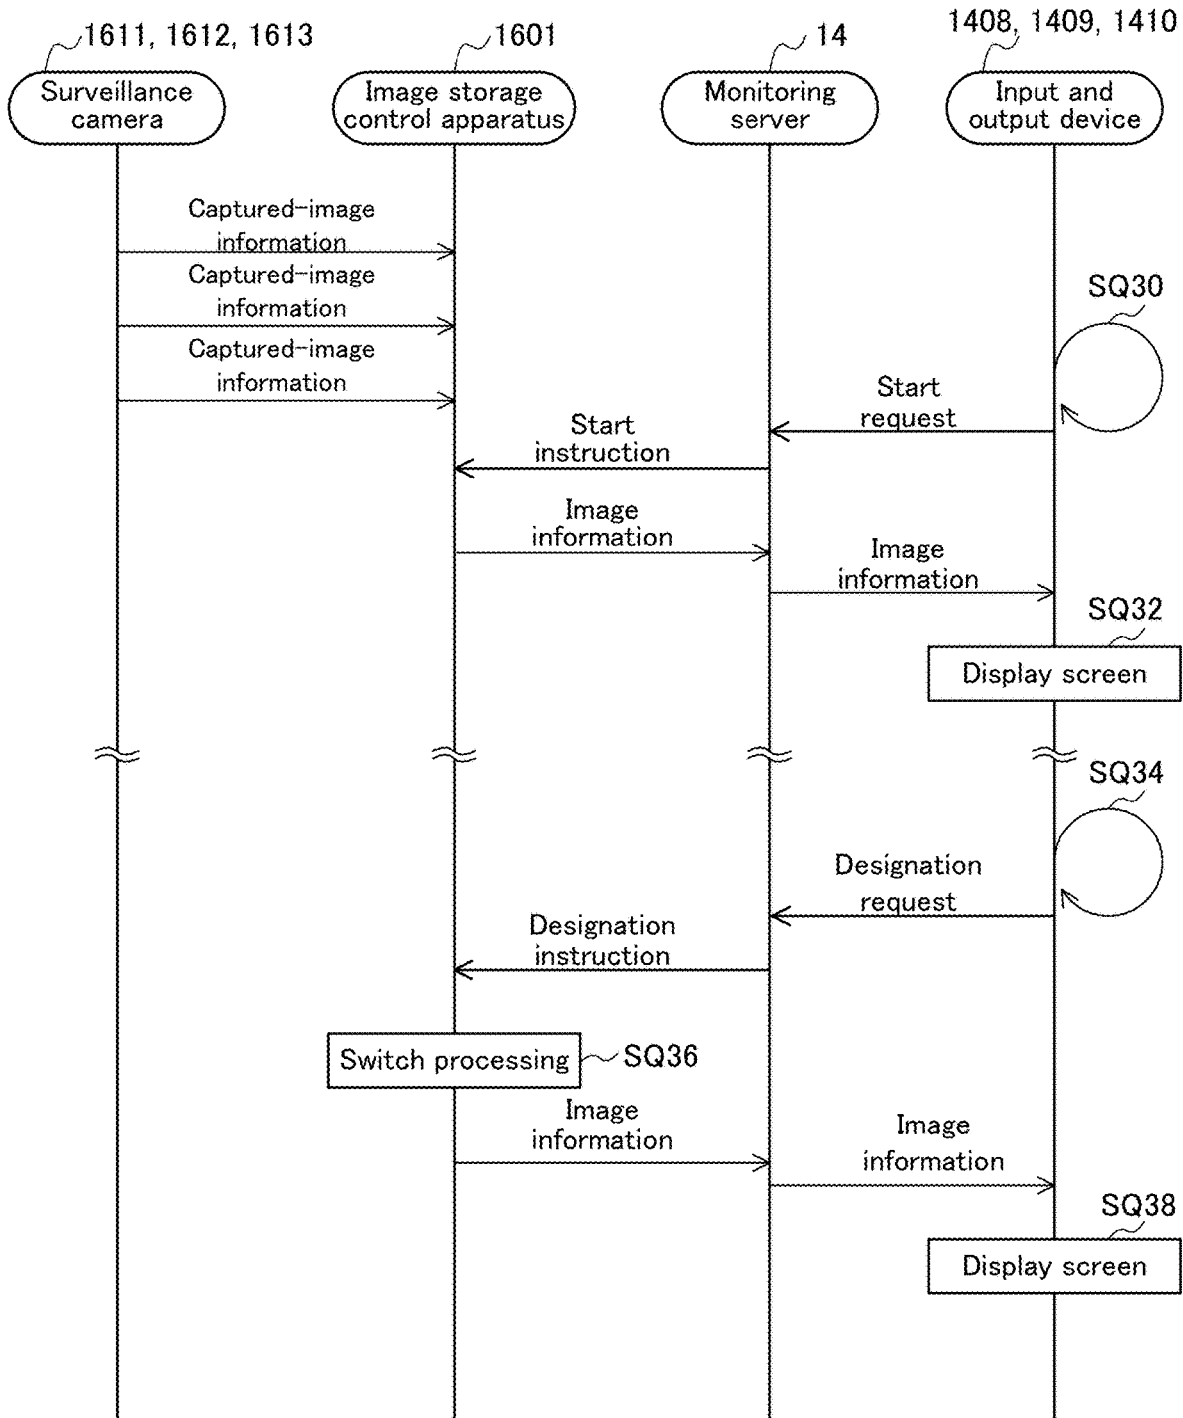 1611, 1612, 1613
1601
14
1408, 1409, 1410
Surveillance
camera
Image storage
control apparatus
Monitoring
server
Input and
output device
Captured-image
information
Captured-image
information
Captured-image
information
SQ30
Start
request
Start
instruction
Image
information
Image
information
SQ32
Display screen
SQ34
Designation
request
Designation
instruction
Switch processing
SQ36
Image
information
Image
information
SQ38
Display screen